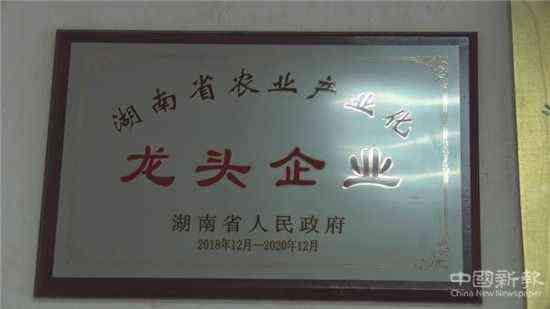 湖南省农业产业化
龙头企业
湖南省人民政府
2018年12月—2020年12月
中國新報
China New Newspaper